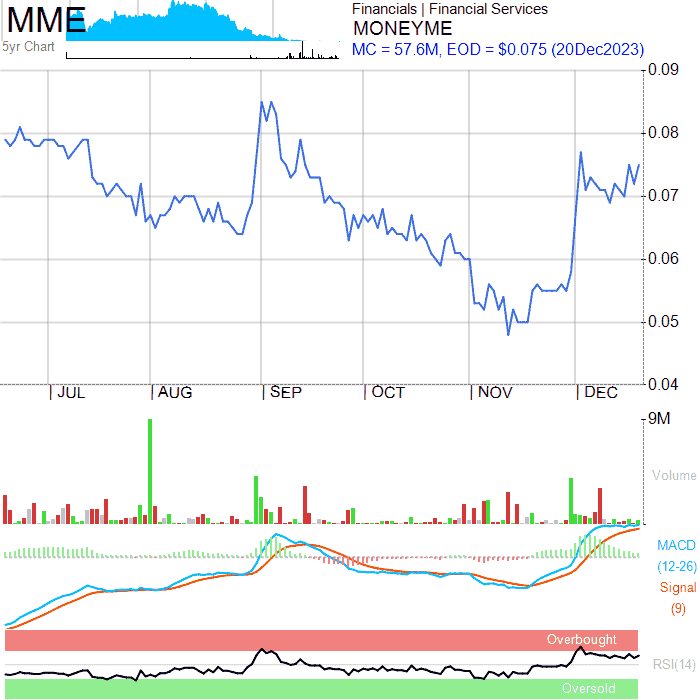 MME
5yr Chart
Financials | Financial Services
MONEYME
MC = 57.6M, EOD = $0.075 (20Dec2023)
0.09
0.08
0.07
0.06
0.05
0.04
JUL AUG SEP OCT NOV DEC
9M
Volume
MACD
(12-26)
Signal
(9)
Overbought
RSI(14)
Oversold